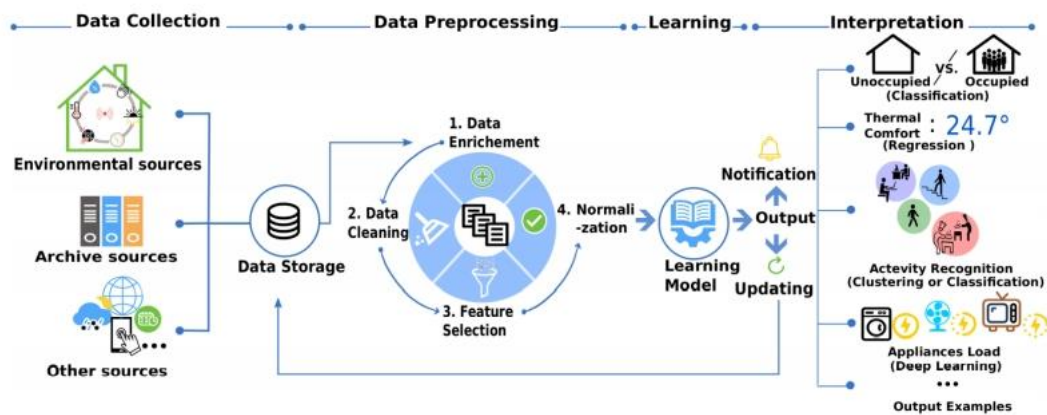 Data Collection
Data Preprocessing
Learning
Interpretation
Environmental sources
Archive sources
Other sources
Data Storage
1. Data
Enrichement
2. Data
Cleaning
3. Feature
Selection
4. Normali
-zation
Learning
Model
Notification
Output
Updating
Unoccupied
VS.
Occupied
(Classification)
Thermal
Comfort : 24.7°
(Regression )
Actevity Recognition
(Clustering or Classification)
Appliances Load
(Deep Learning)
Output Examples